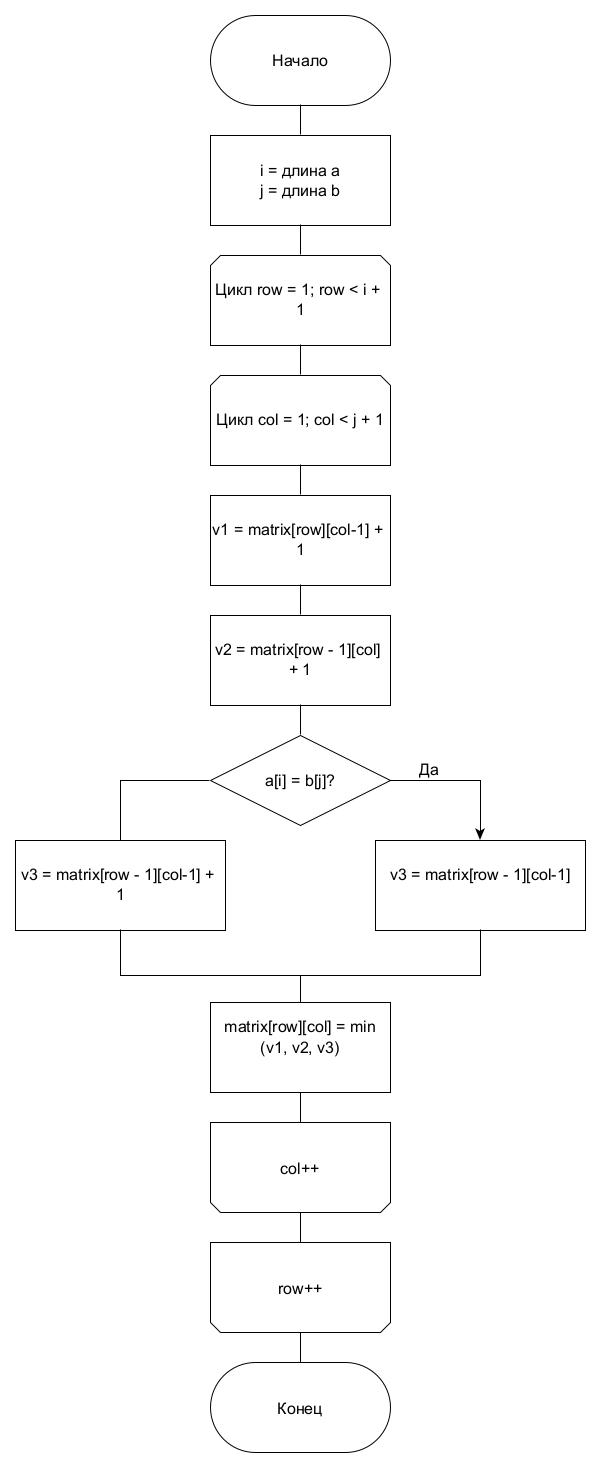 Начало
i = длина a
j = длина b
Цикл row = 1; row < i +
1
Цикл col = 1; col < j + 1
v1 = matrix[row][col-1] +
1
v2 = matrix[row - 1][col]
+ 1
a[i] = b[j]?
Да
v3 = matrix[row - 1][col-1] +
1
v3 = matrix[row - 1][col-1]
matrix[row][col] = min
(v1, v2, v3)
col++
row++
Конец